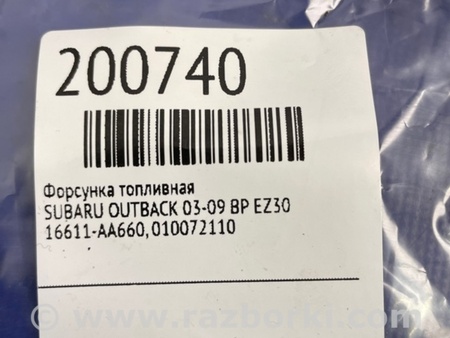 200740
Форсунка топливная
SUBARU OUTBACK 03-09 BP EZ30
16611-AA660, 010072110
© www.razborki.com